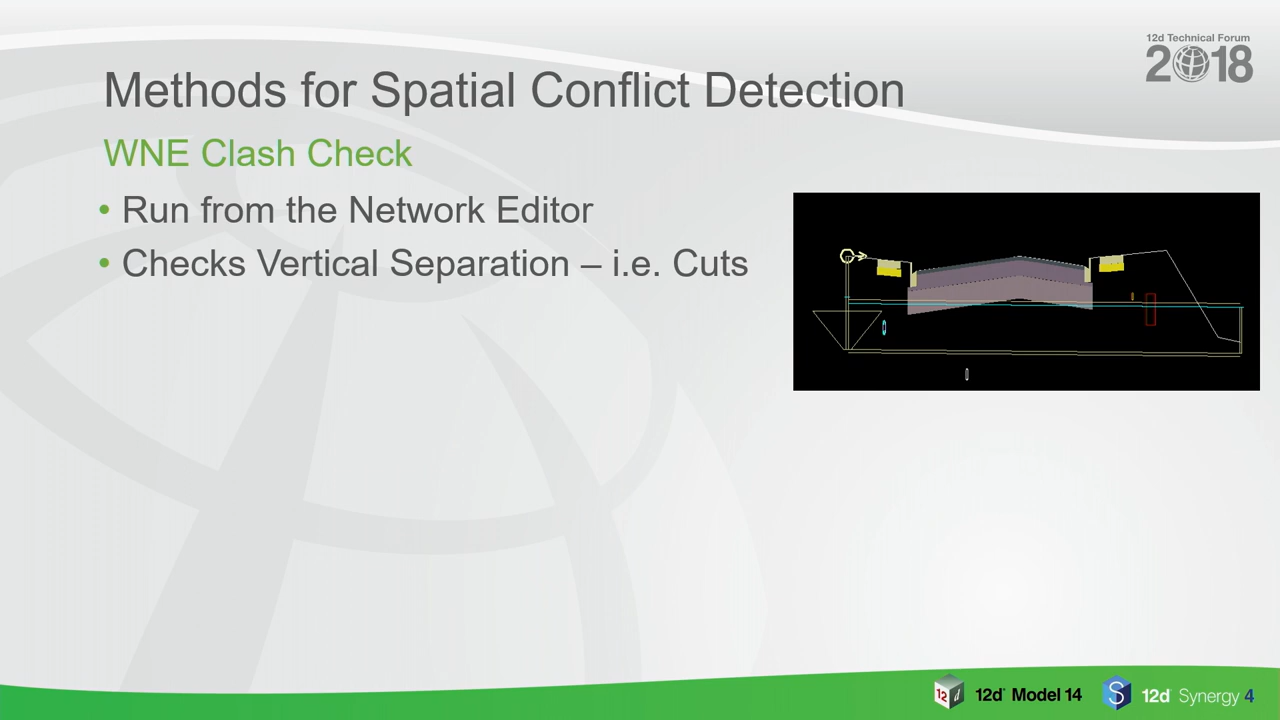 12d Technical Forum
2018
Methods for Spatial Conflict Detection
WNE Clash Check
• Run from the Network Editor
• Checks Vertical Separation – i.e. Cuts
12 d 12d Model 14 S 12d Synergy 4